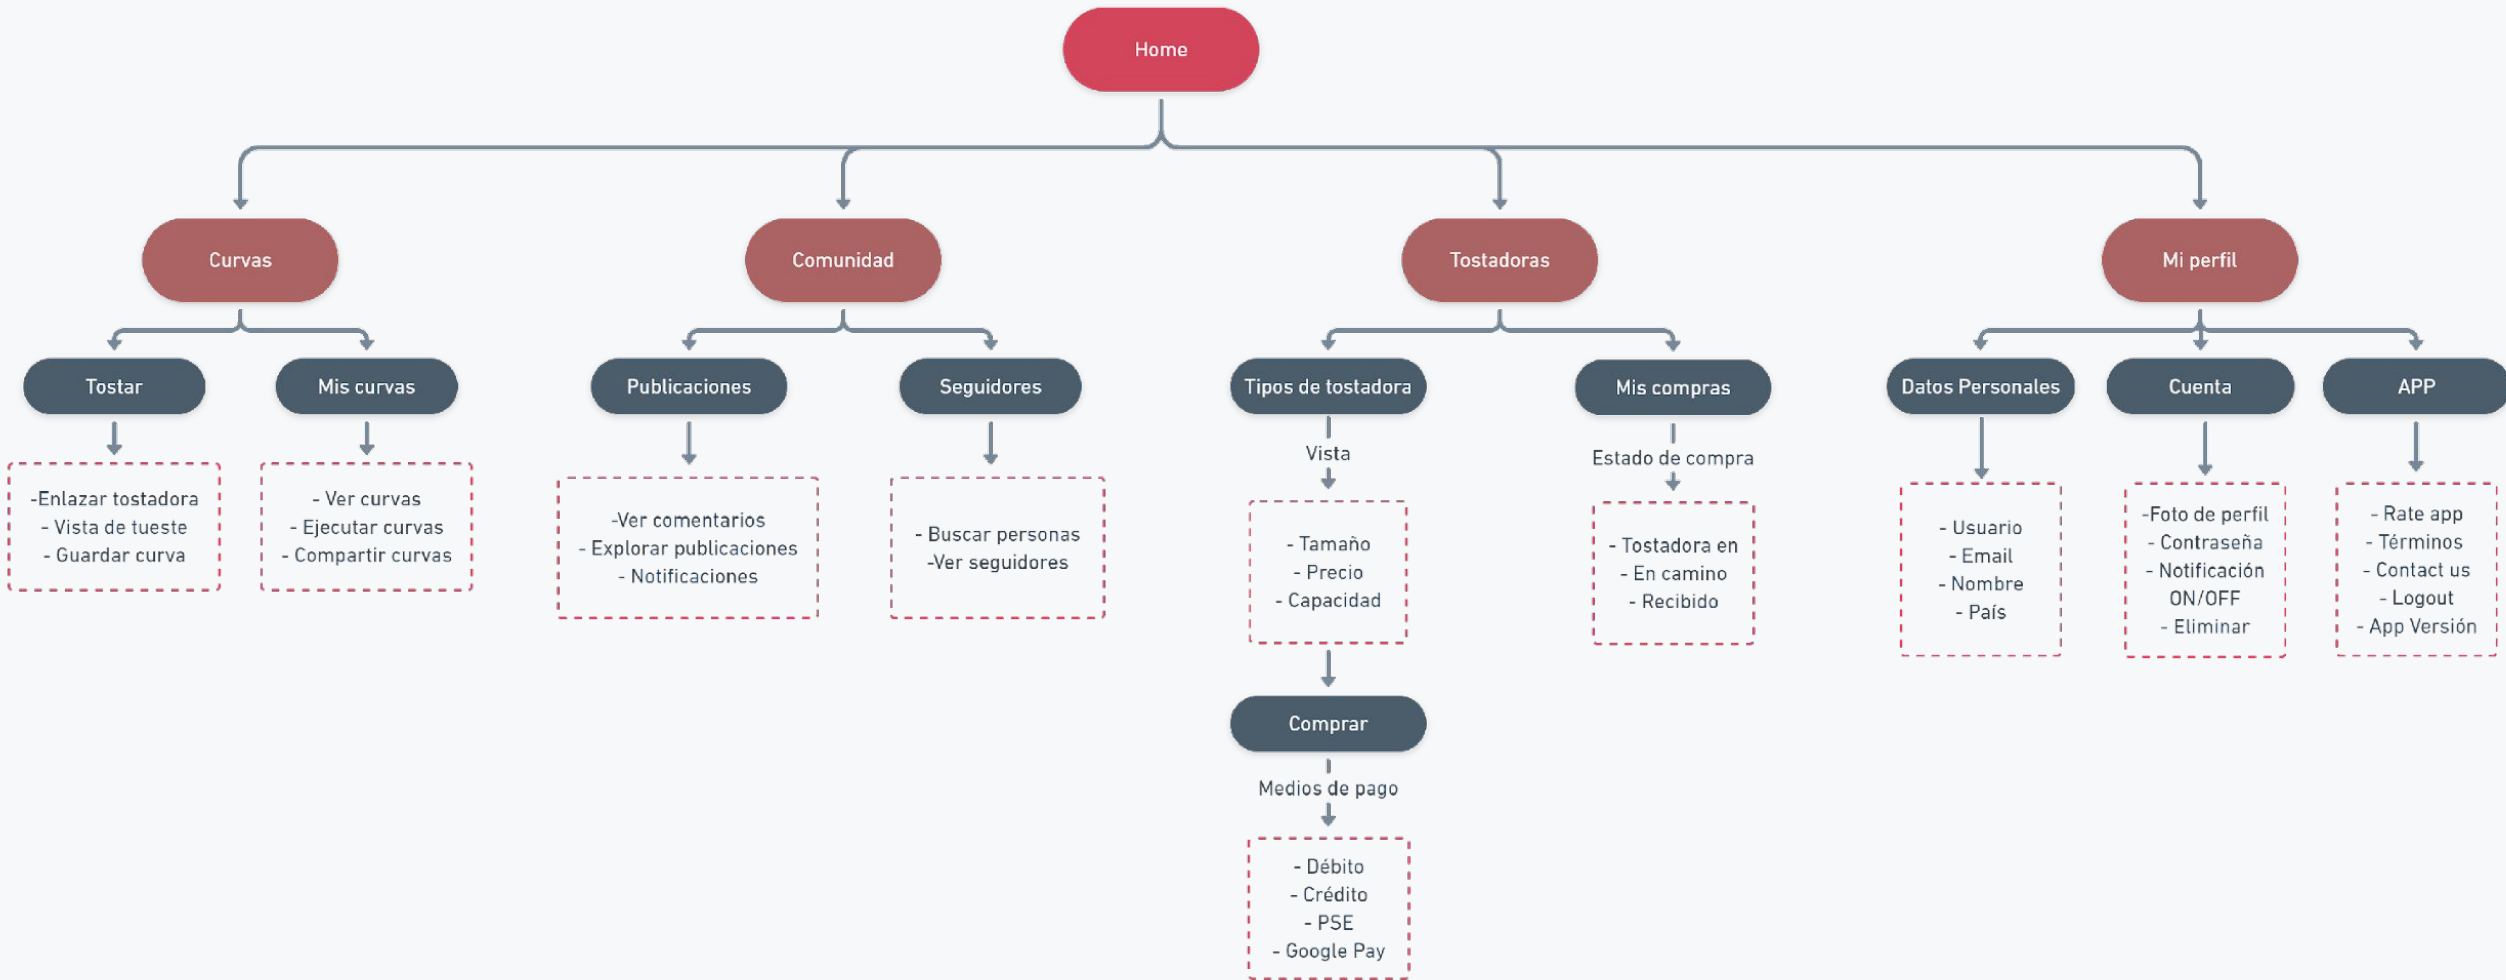 Home
Curvas
Comunidad
Tostadoras
Mi perfil
Tostar
Mis curvas
Publicaciones
Seguidores
Tipos de tostadora
Mis compras
Datos Personales
Cuenta
APP
-Enlazar tostadora
- Vista de tueste
- Guardar curva
- Ver curvas
- Ejecutar curvas
- Compartir curvas
-Ver comentarios
- Explorar publicaciones
- Notificaciones
- Buscar personas
-Ver seguidores
Vista
- Tamaño
- Precio
- Capacidad
Estado de compra
- Tostadora en
- En camino
- Recibido
- Usuario
- Email
- Nombre
- País
-Foto de perfil
- Contraseña
- Notificación
ON/OFF
- Eliminar
- Rate app
- Términos
- Contact us
- Logout
- App Versión
Comprar
Medios de pago
- Débito
- Crédito
- PSE
- Google Pay